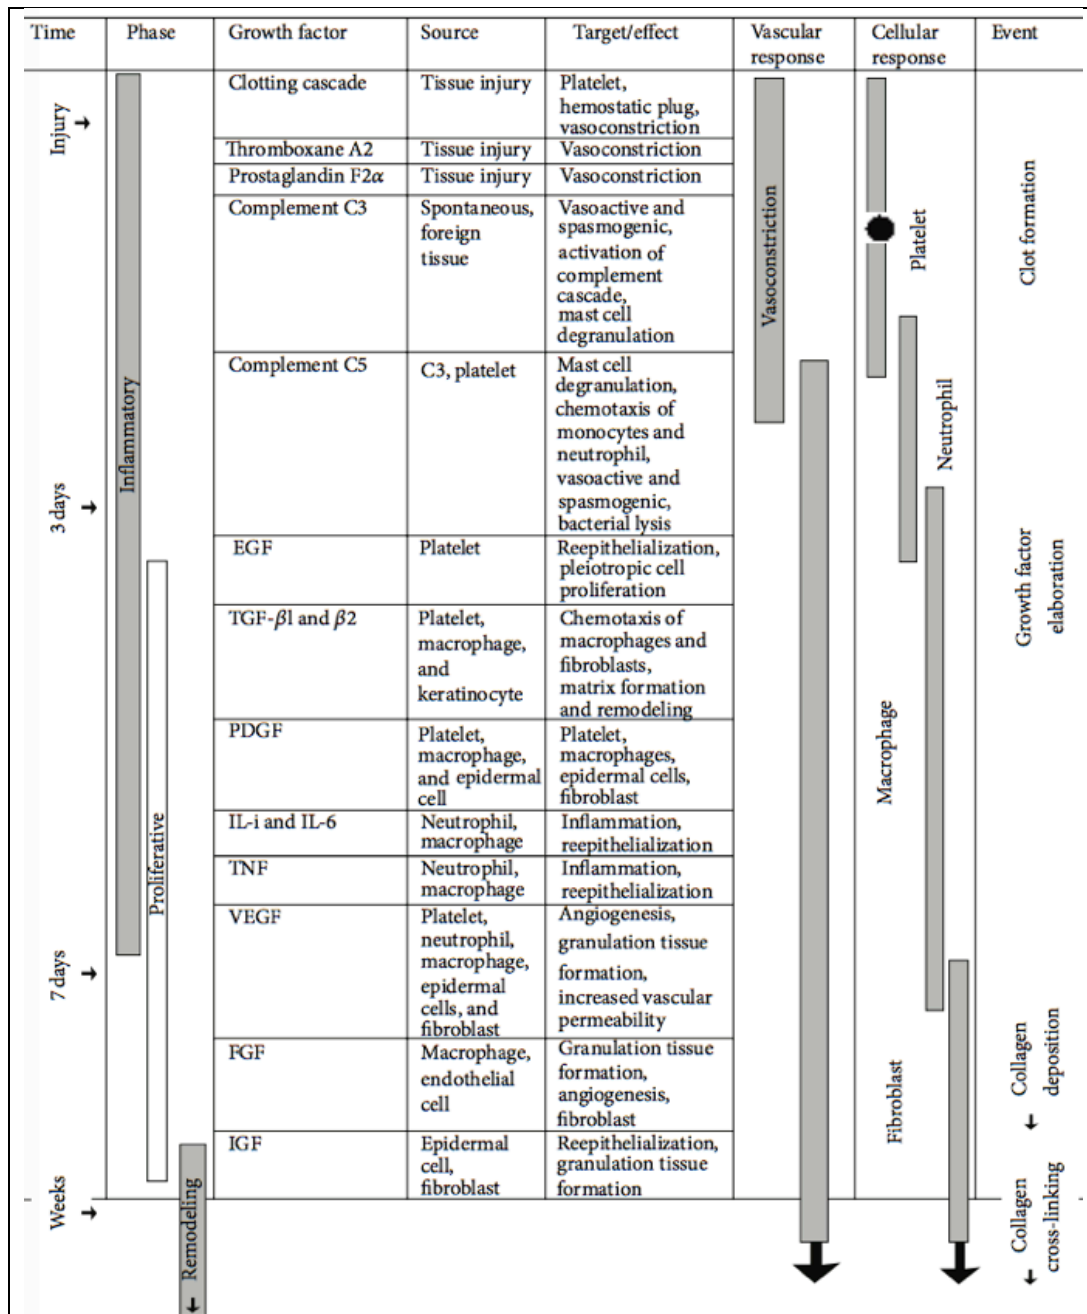 Time
Phase
Growth factor
Source
Target/effect
Vascular
response
Cellular
response
Event
Injury
3 days
7 days
Weeks
Inflammatory
Proliferative
Remodeling
Clotting cascade
Tissue injury
Platelet,
hemostatic plug,
vasoconstriction
Thromboxane A2
Tissue injury
Vasoconstriction
Prostaglandin F2α
Tissue injury
Vasoconstriction
Complement C3
Spontaneous,
foreign
tissue
Vasoactive and
spasmogenic,
activation of
complement
cascade,
mast cell
degranulation
Complement C5
C3, platelet
Mast cell
degranulation,
chemotaxis of
monocytes and
neutrophil,
vasoactive and
spasmogenic,
bacterial lysis
EGF
Platelet
Reepithelialization,
pleiotropic cell
proliferation
TGF-β1 and β2
Platelet,
macrophage,
and
keratinocyte
Chemotaxis of
macrophages and
fibroblasts,
matrix formation
and remodeling
PDGF
Platelet,
macrophage,
and epidermal
cell
Platelet,
macrophages,
epidermal cells,
fibroblast
IL-i and IL-6
Neutrophil,
macrophage
Inflammation,
reepithelialization
TNF
Neutrophil,
macrophage
Inflammation,
reepithelialization
VEGF
Platelet,
neutrophil,
macrophage,
epidermal
cells, and
fibroblast
Angiogenesis,
granulation tissue
formation,
increased vascular
permeability
FGF
Macrophage,
endothelial
cell
Granulation tissue
formation,
angiogenesis,
fibroblast
IGF
Epidermal
cell,
fibroblast
Reepithelialization,
granulation tissue
formation
Vasoconstriction
Platelet
Neutrophil
Macrophage
Fibroblast
Clot formation
Growth factor
elaboration
Collagen
deposition
Collagen
cross-linking